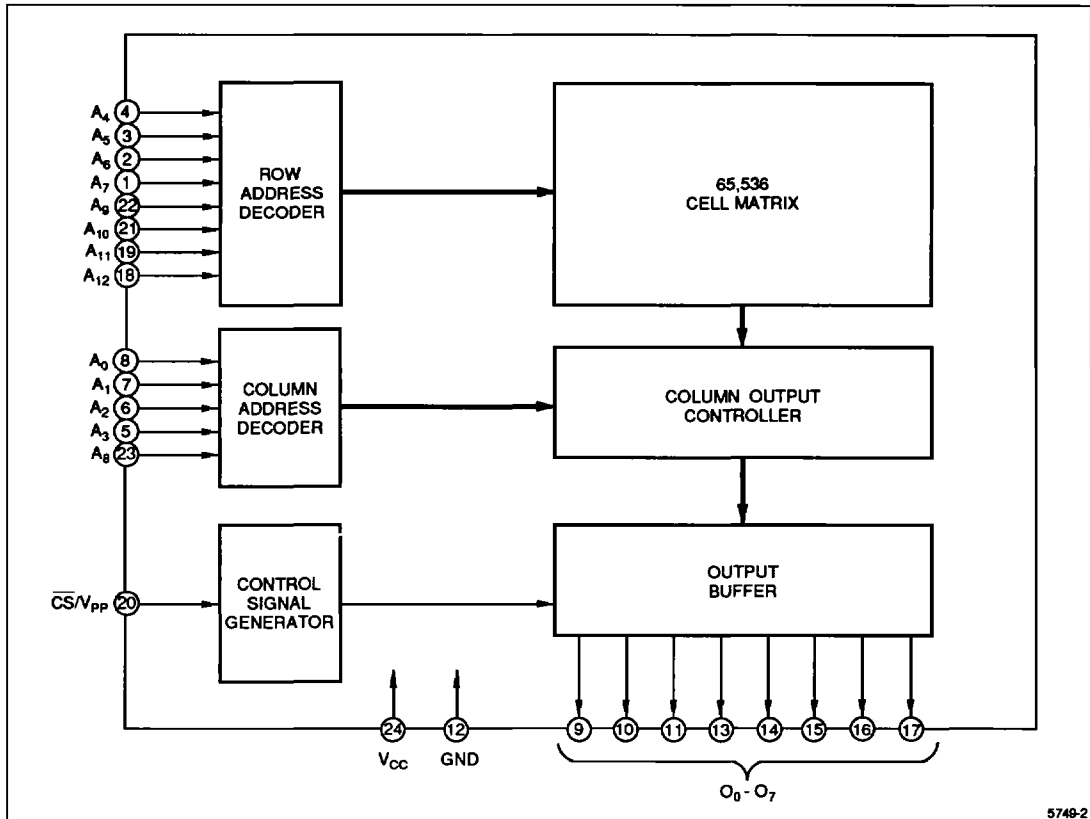 A4 4
A5 3
A6 2
A7 1
A9 22
A10 21
A11 19
A12 18
ROW
ADDRESS
DECODER
65,536
CELL MATRIX
A0 8
A1 7
A2 6
A3 5
A8 23
COLUMN
ADDRESS
DECODER
COLUMN OUTPUT
CONTROLLER
CS/VPP 20
CONTROL
SIGNAL
GENERATOR
OUTPUT
BUFFER
24 12 9 10 11 13 14 15 16 17
VCC GND
O0 - O7
5749-2